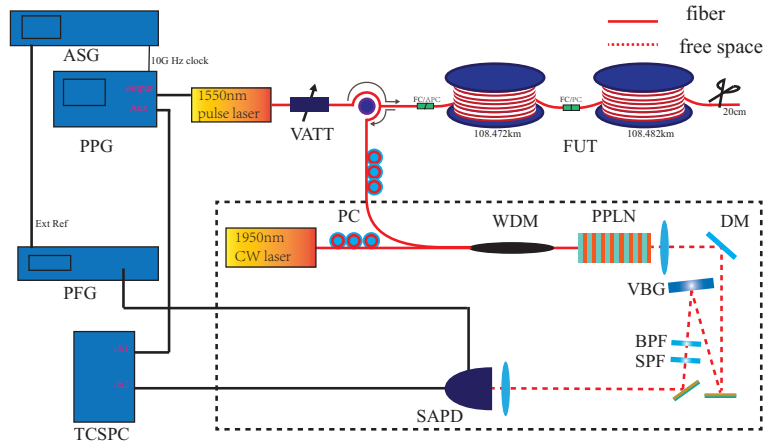 fiber
free space
ASG
10G Hz clock
1550nm
pulse laser
VATT
FC/APC
FC/PC
20cm
108.472km
108.482km
FUT
PPG
Aux
Ext Ref
PC
1950nm
CW laser
WDM
PPLN
DM
VBG
PFG
BPF
SPF
SAPD
TCSPC